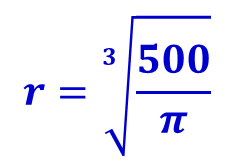 r = ∛(500/π)